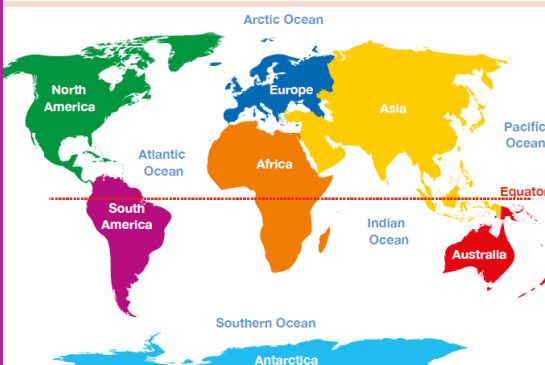 Arctic Ocean
North
America
Europe
Asia
Pacific
Ocean
Atlantic
Ocean
Africa
Equator
South
America
Indian
Ocean
Australia
Southern Ocean
Antarctica